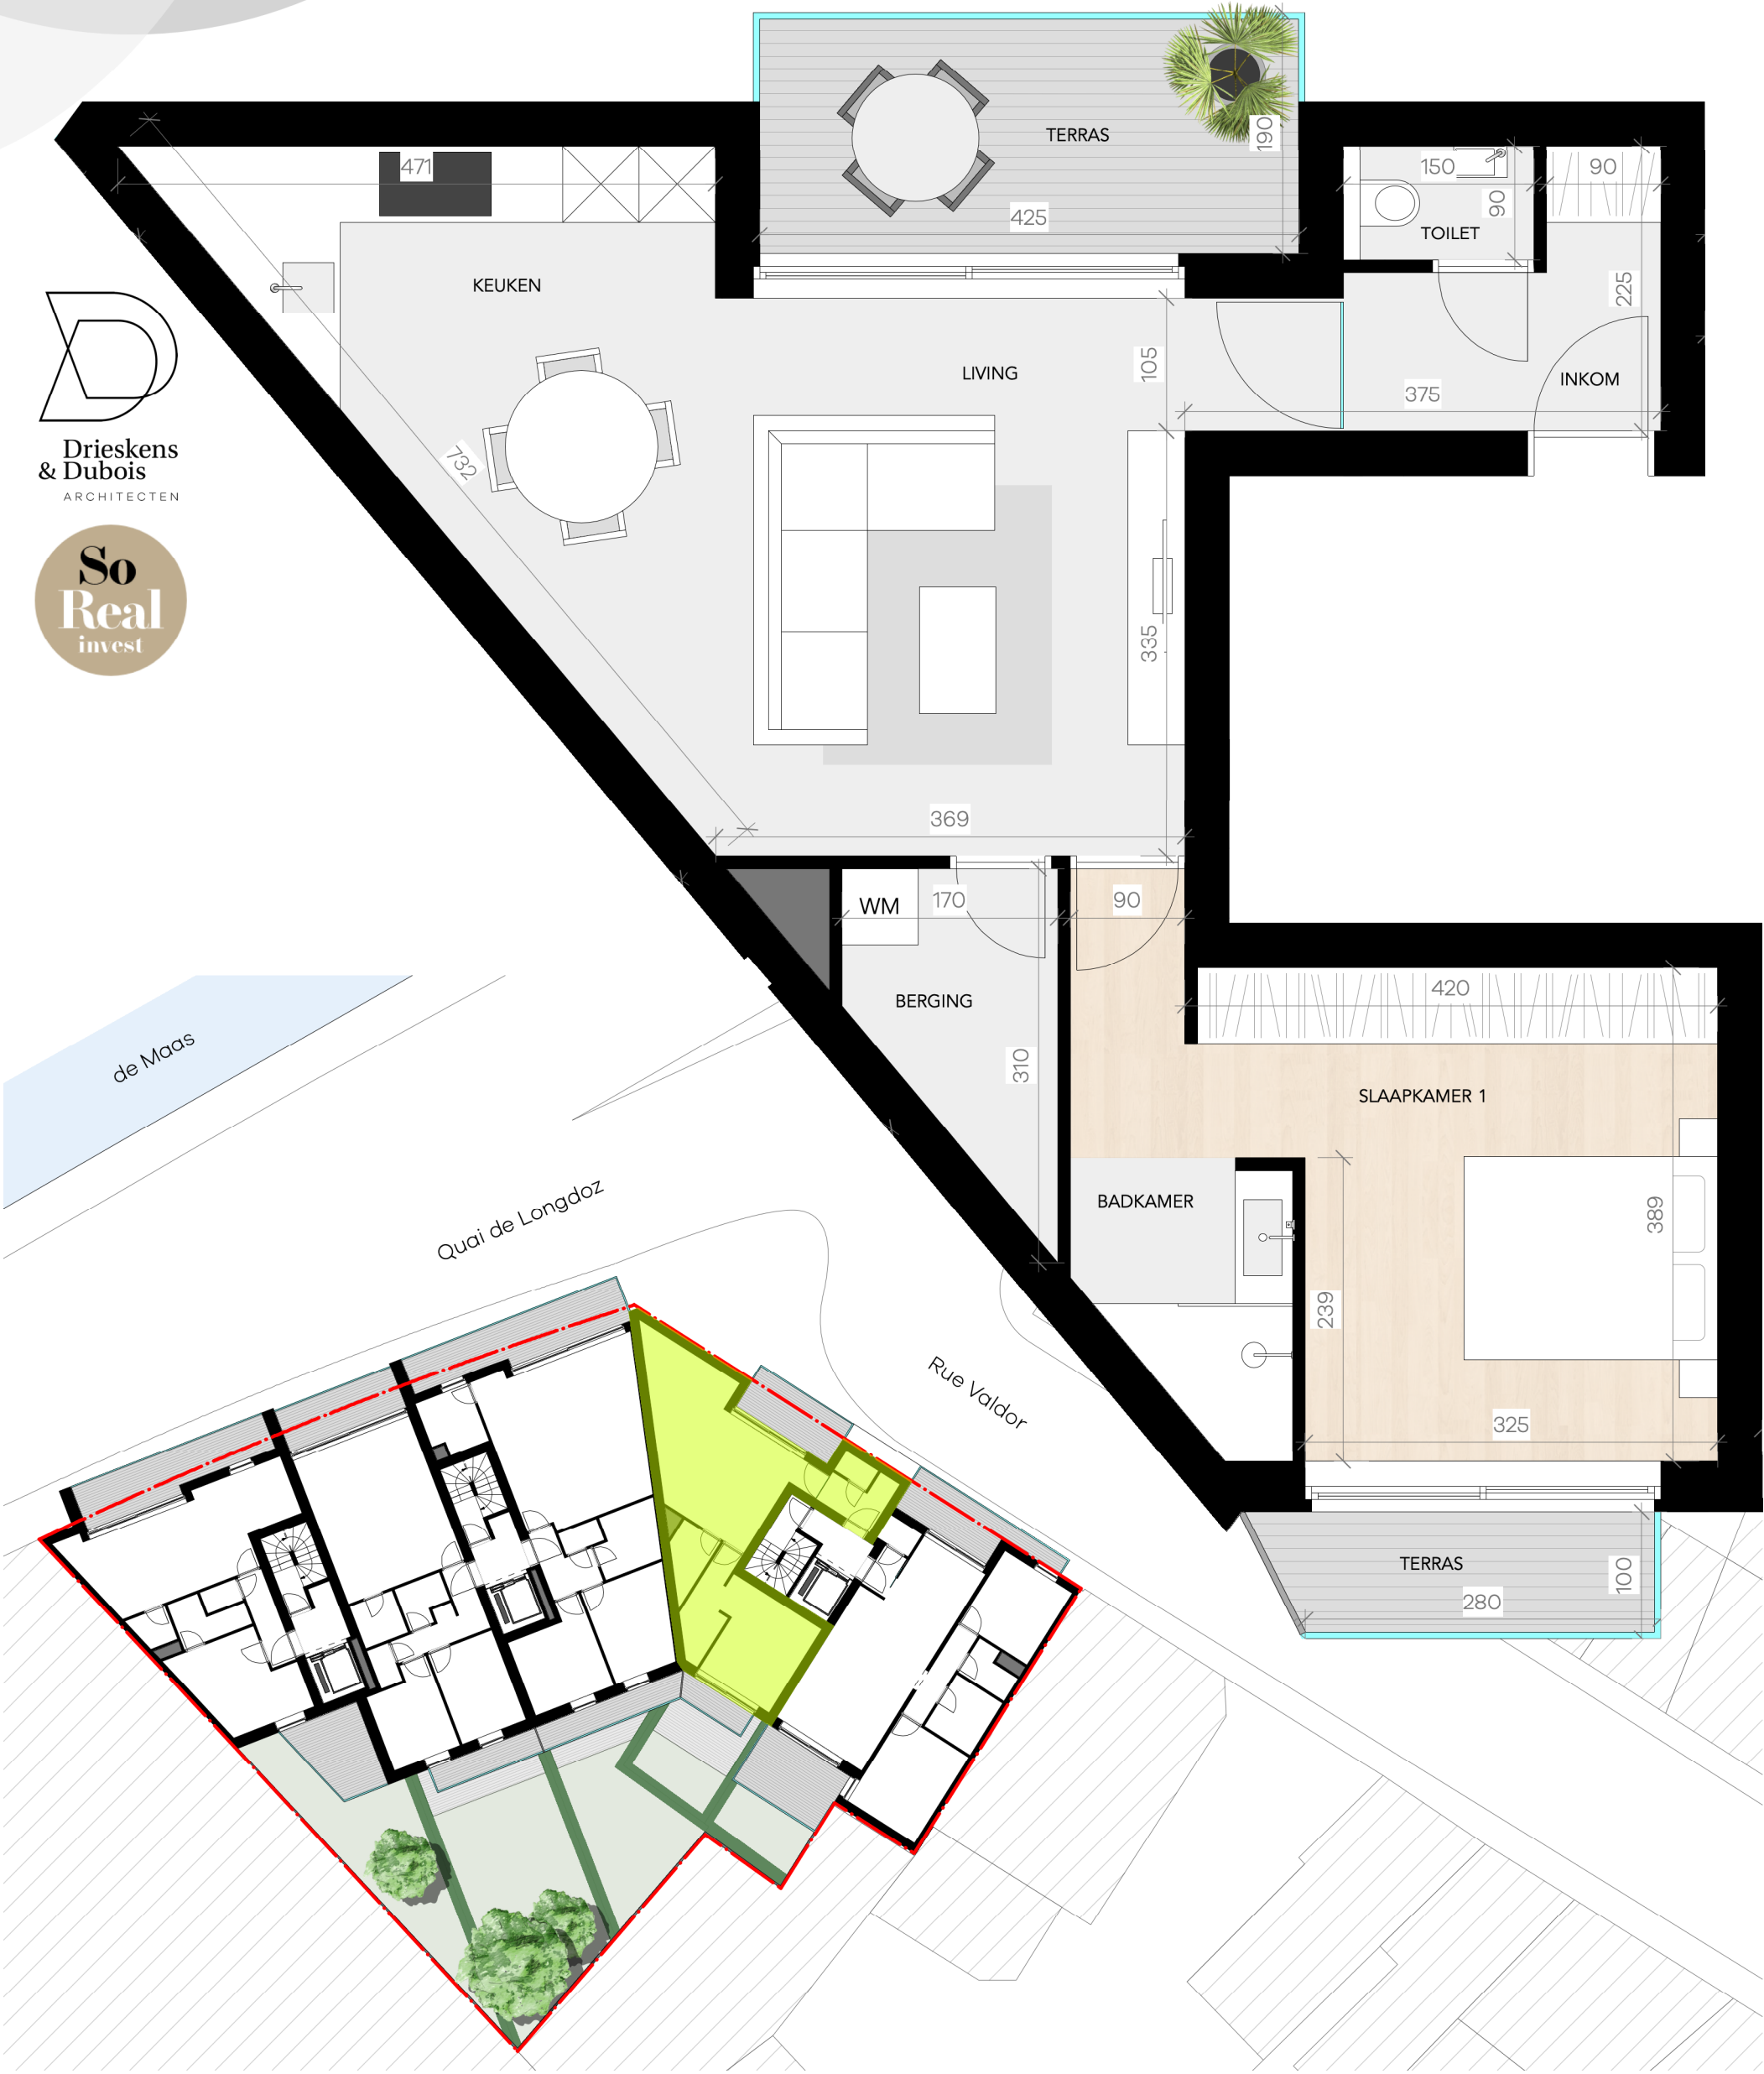 TERRAS
190
425
471
150
90
90
TOILET
KEUKEN
225
LIVING
105
INKOM
375
Drieskens
& Dubois
ARCHITECTEN
732
So
Real
invest
335
369
WM
170
90
BERGING
420
310
de Maas
SLAAPKAMER 1
BADKAMER
389
Quai de Longdoz
239
Rue Valdor
325
TERRAS
100
280